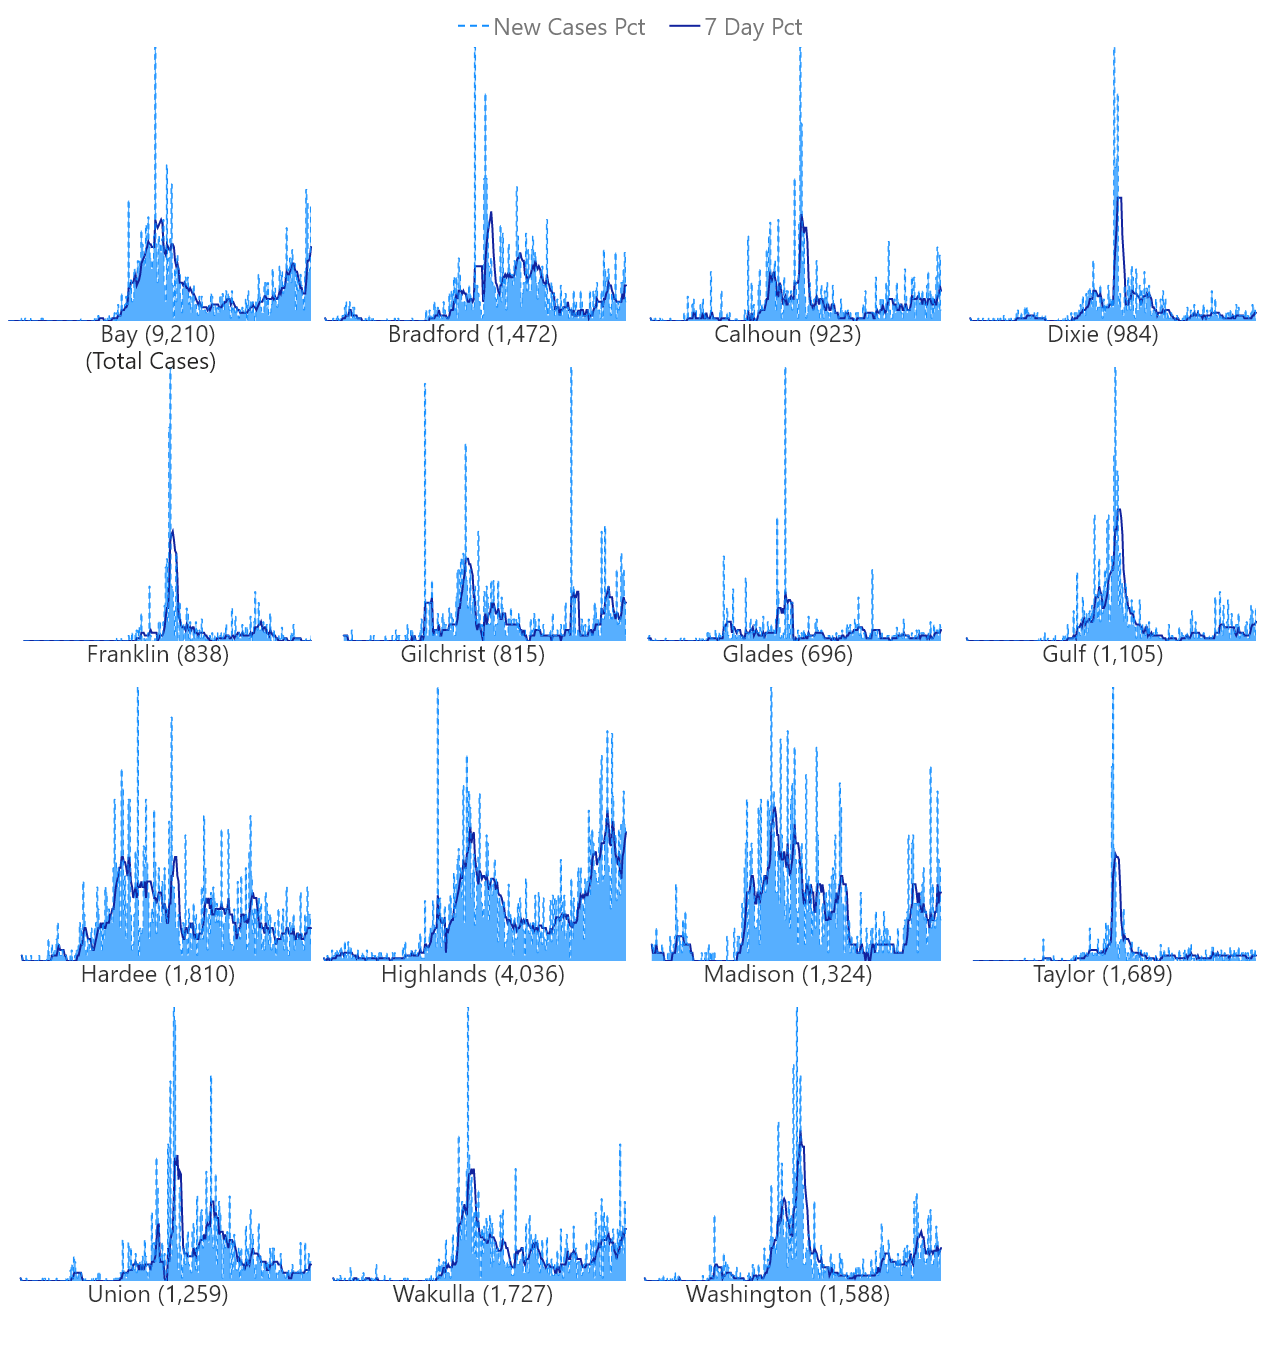 New Cases Pct 7 Day Pct
Bay (9,210) Bradford (1,472) Calhoun (923) Dixie (984)
(Total Cases)
Franklin (838) Gilchrist (815) Glades (696) Gulf (1,105)
Hardee (1,810) Highlands (4,036) Madison (1,324) Taylor (1,689)
Union (1,259) Wakulla (1,727) Washington (1,588)